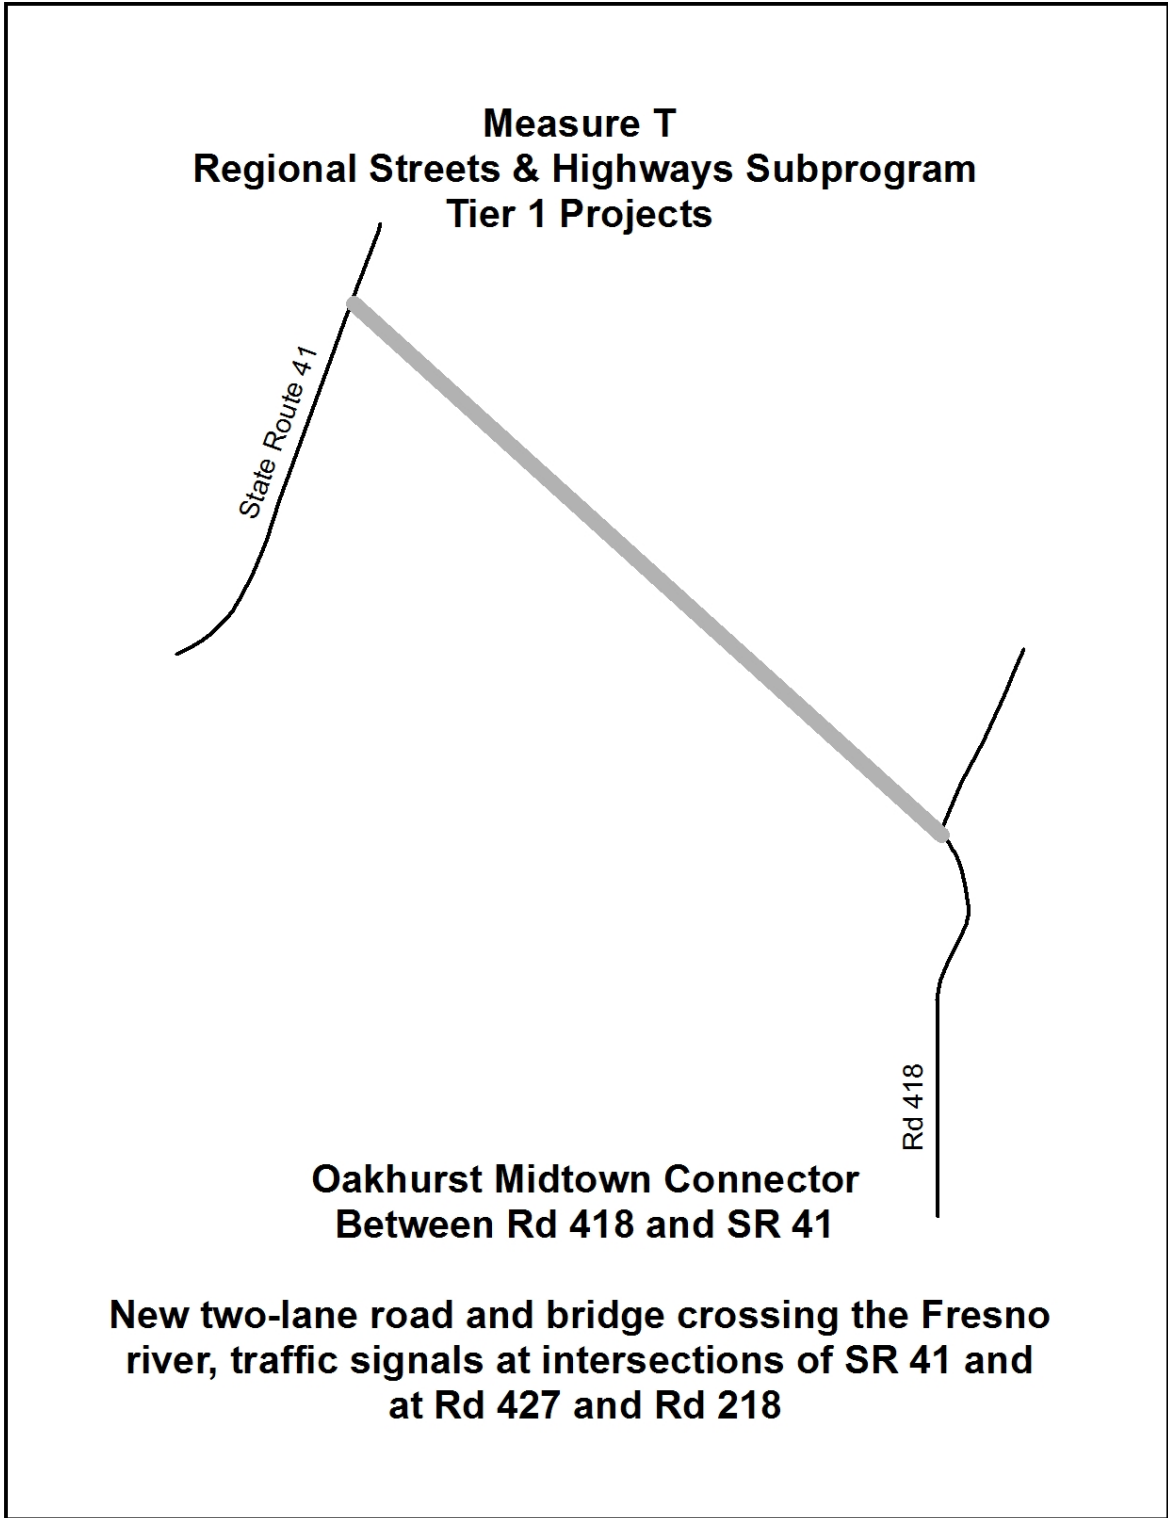 Measure T
Regional Streets & Highways Subprogram
Tier 1 Projects
State Route 41
Rd 418
Oakhurst Midtown Connector
Between Rd 418 and SR 41
New two-lane road and bridge crossing the Fresno
river, traffic signals at intersections of SR 41 and
at Rd 427 and Rd 218